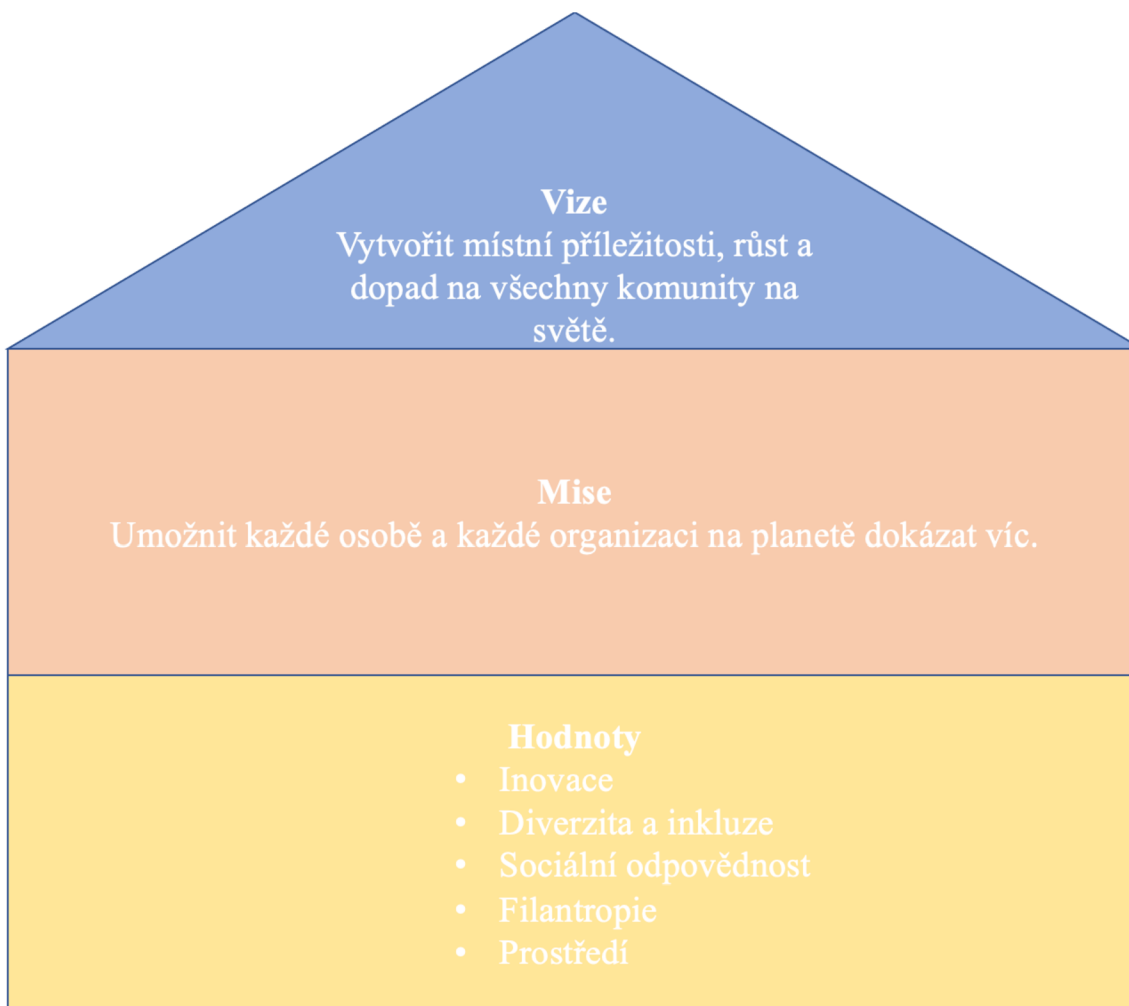 Vize
Vytvořit místní příležitosti, růst a
dopad na všechny komunity na
světě.
Mise
Umožnit každé osobě a každé organizaci na planetě dokázat víc.
Hodnoty
• Inovace
• Diverzita a inkluze
• Sociální odpovědnost
• Filantropie
• Prostředí